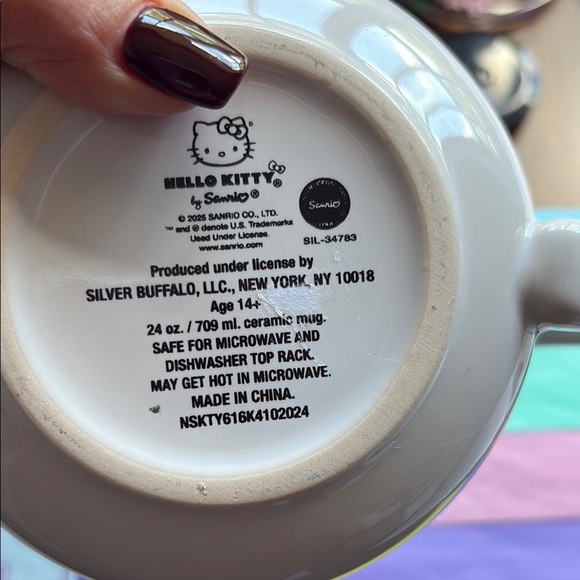 HELLO KITTY®
by Sanrio®
© 2025 SANRIO CO., LTD.
™ and ® denote U.S. Trademarks
Used Under License.
www.sanrio.com
Sanrio
SIL-34783
Produced under license by
SILVER BUFFALO, LLC., NEW YORK, NY 10018
Age 14+
24 oz. / 709 ml. ceramic mug.
SAFE FOR MICROWAVE AND
DISHWASHER TOP RACK.
MAY GET HOT IN MICROWAVE.
MADE IN CHINA.
NSKTY616K4102024